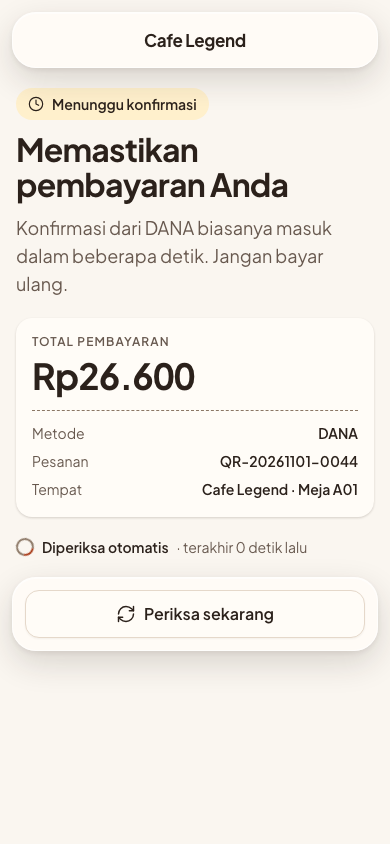 Cafe Legend
Menunggu konfirmasi
Memastikan
pembayaran Anda
Konfirmasi dari DANA biasanya masuk
dalam beberapa detik. Jangan bayar
ulang.
TOTAL PEMBAYARAN
Rp26.600
Metode DANA
Pesanan QR-20261101-0044
Tempat Cafe Legend · Meja A01
Diperiksa otomatis · terakhir 0 detik lalu
Periksa sekarang